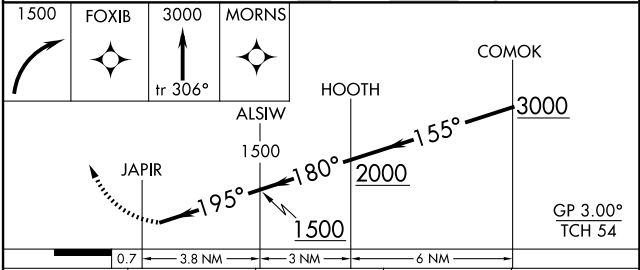 1500 FOXIB 3000 MORNS
tr 306°
COMOK
HOOTH
ALSIW
3000
1500
155°
JAPIR
180°
2000
195°
1500
GP 3.00°
TCH 54
0.7 3.8 NM 3 NM 6 NM